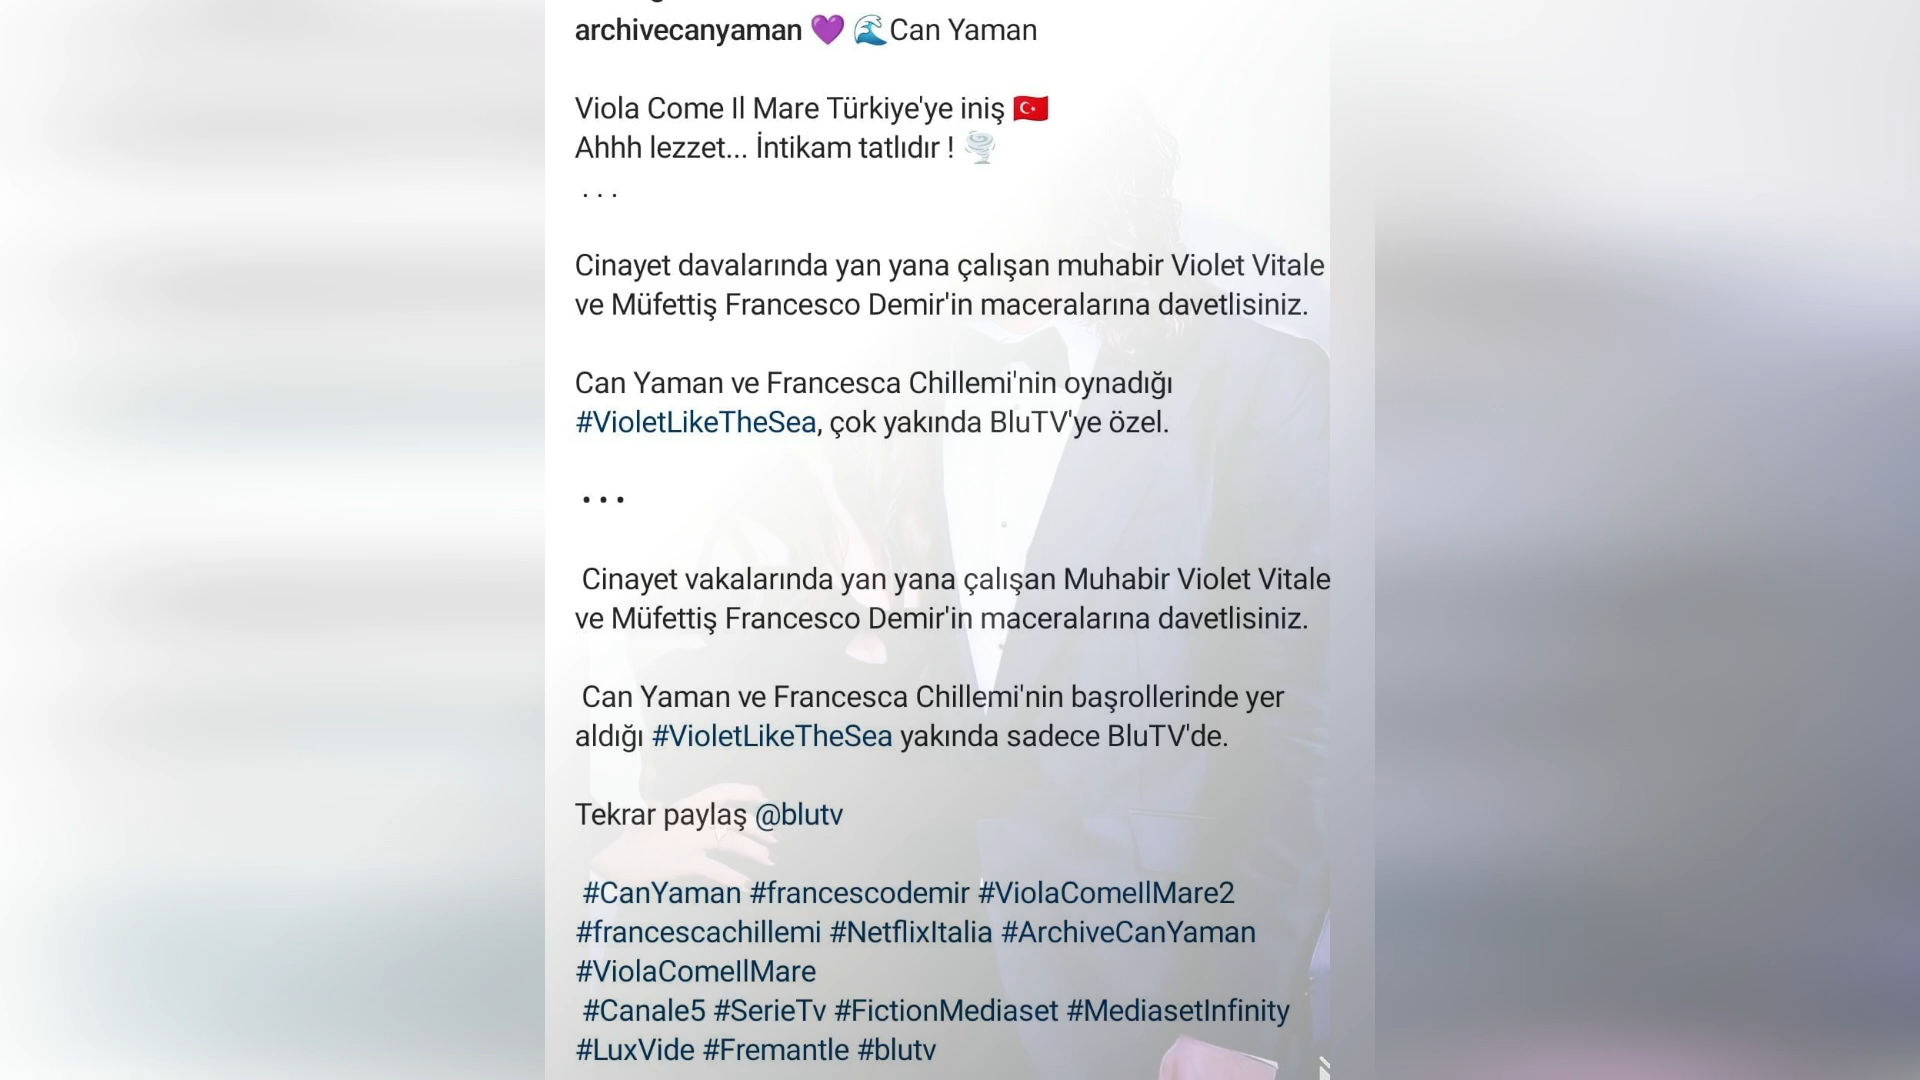 archivecanyaman 💜 🌊Can Yaman
Viola Come Il Mare Türkiye'ye iniş 🇹🇷
Ahhh lezzet... İntikam tatlıdır ! 🌪️
. . .
Cinayet davalarında yan yana çalışan muhabir Violet Vitale
ve Müfettiş Francesco Demir'in maceralarına davetlisiniz.
Can Yaman ve Francesca Chillemi'nin oynadığı
#VioletLikeTheSea, çok yakında BluTV'ye özel.
• • •
Cinayet vakalarında yan yana çalışan Muhabir Violet Vitale
ve Müfettiş Francesco Demir'in maceralarına davetlisiniz.
Can Yaman ve Francesca Chillemi'nin başrollerinde yer
aldığı #VioletLikeTheSea yakında sadece BluTV'de.
Tekrar paylaş @blutv
#CanYaman #francescodemir #ViolaComeIlMare2
#francescachillemi #NetflixItalia #ArchiveCanYaman
#ViolaComeIlMare
#Canale5 #SerieTv #FictionMediaset #MediasetInfinity
#LuxVide #Fremantle #blutv